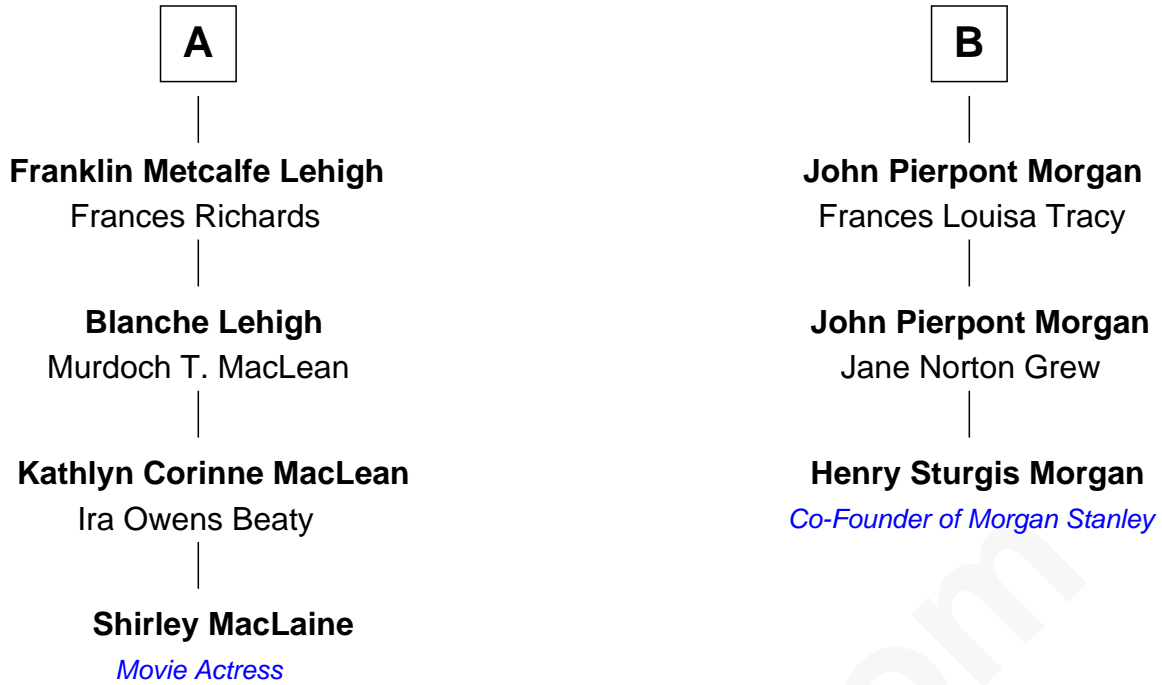 A
Franklin Metcalfe Lehigh
Frances Richards
Blanche Lehigh
Murdoch T. MacLean
Kathlyn Corinne MacLean
Ira Owens Beaty
Shirley MacLaine
Movie Actress
B
John Pierpont Morgan
Frances Louisa Tracy
John Pierpont Morgan
Jane Norton Grew
Henry Sturgis Morgan
Co-Founder of Morgan Stanley
om